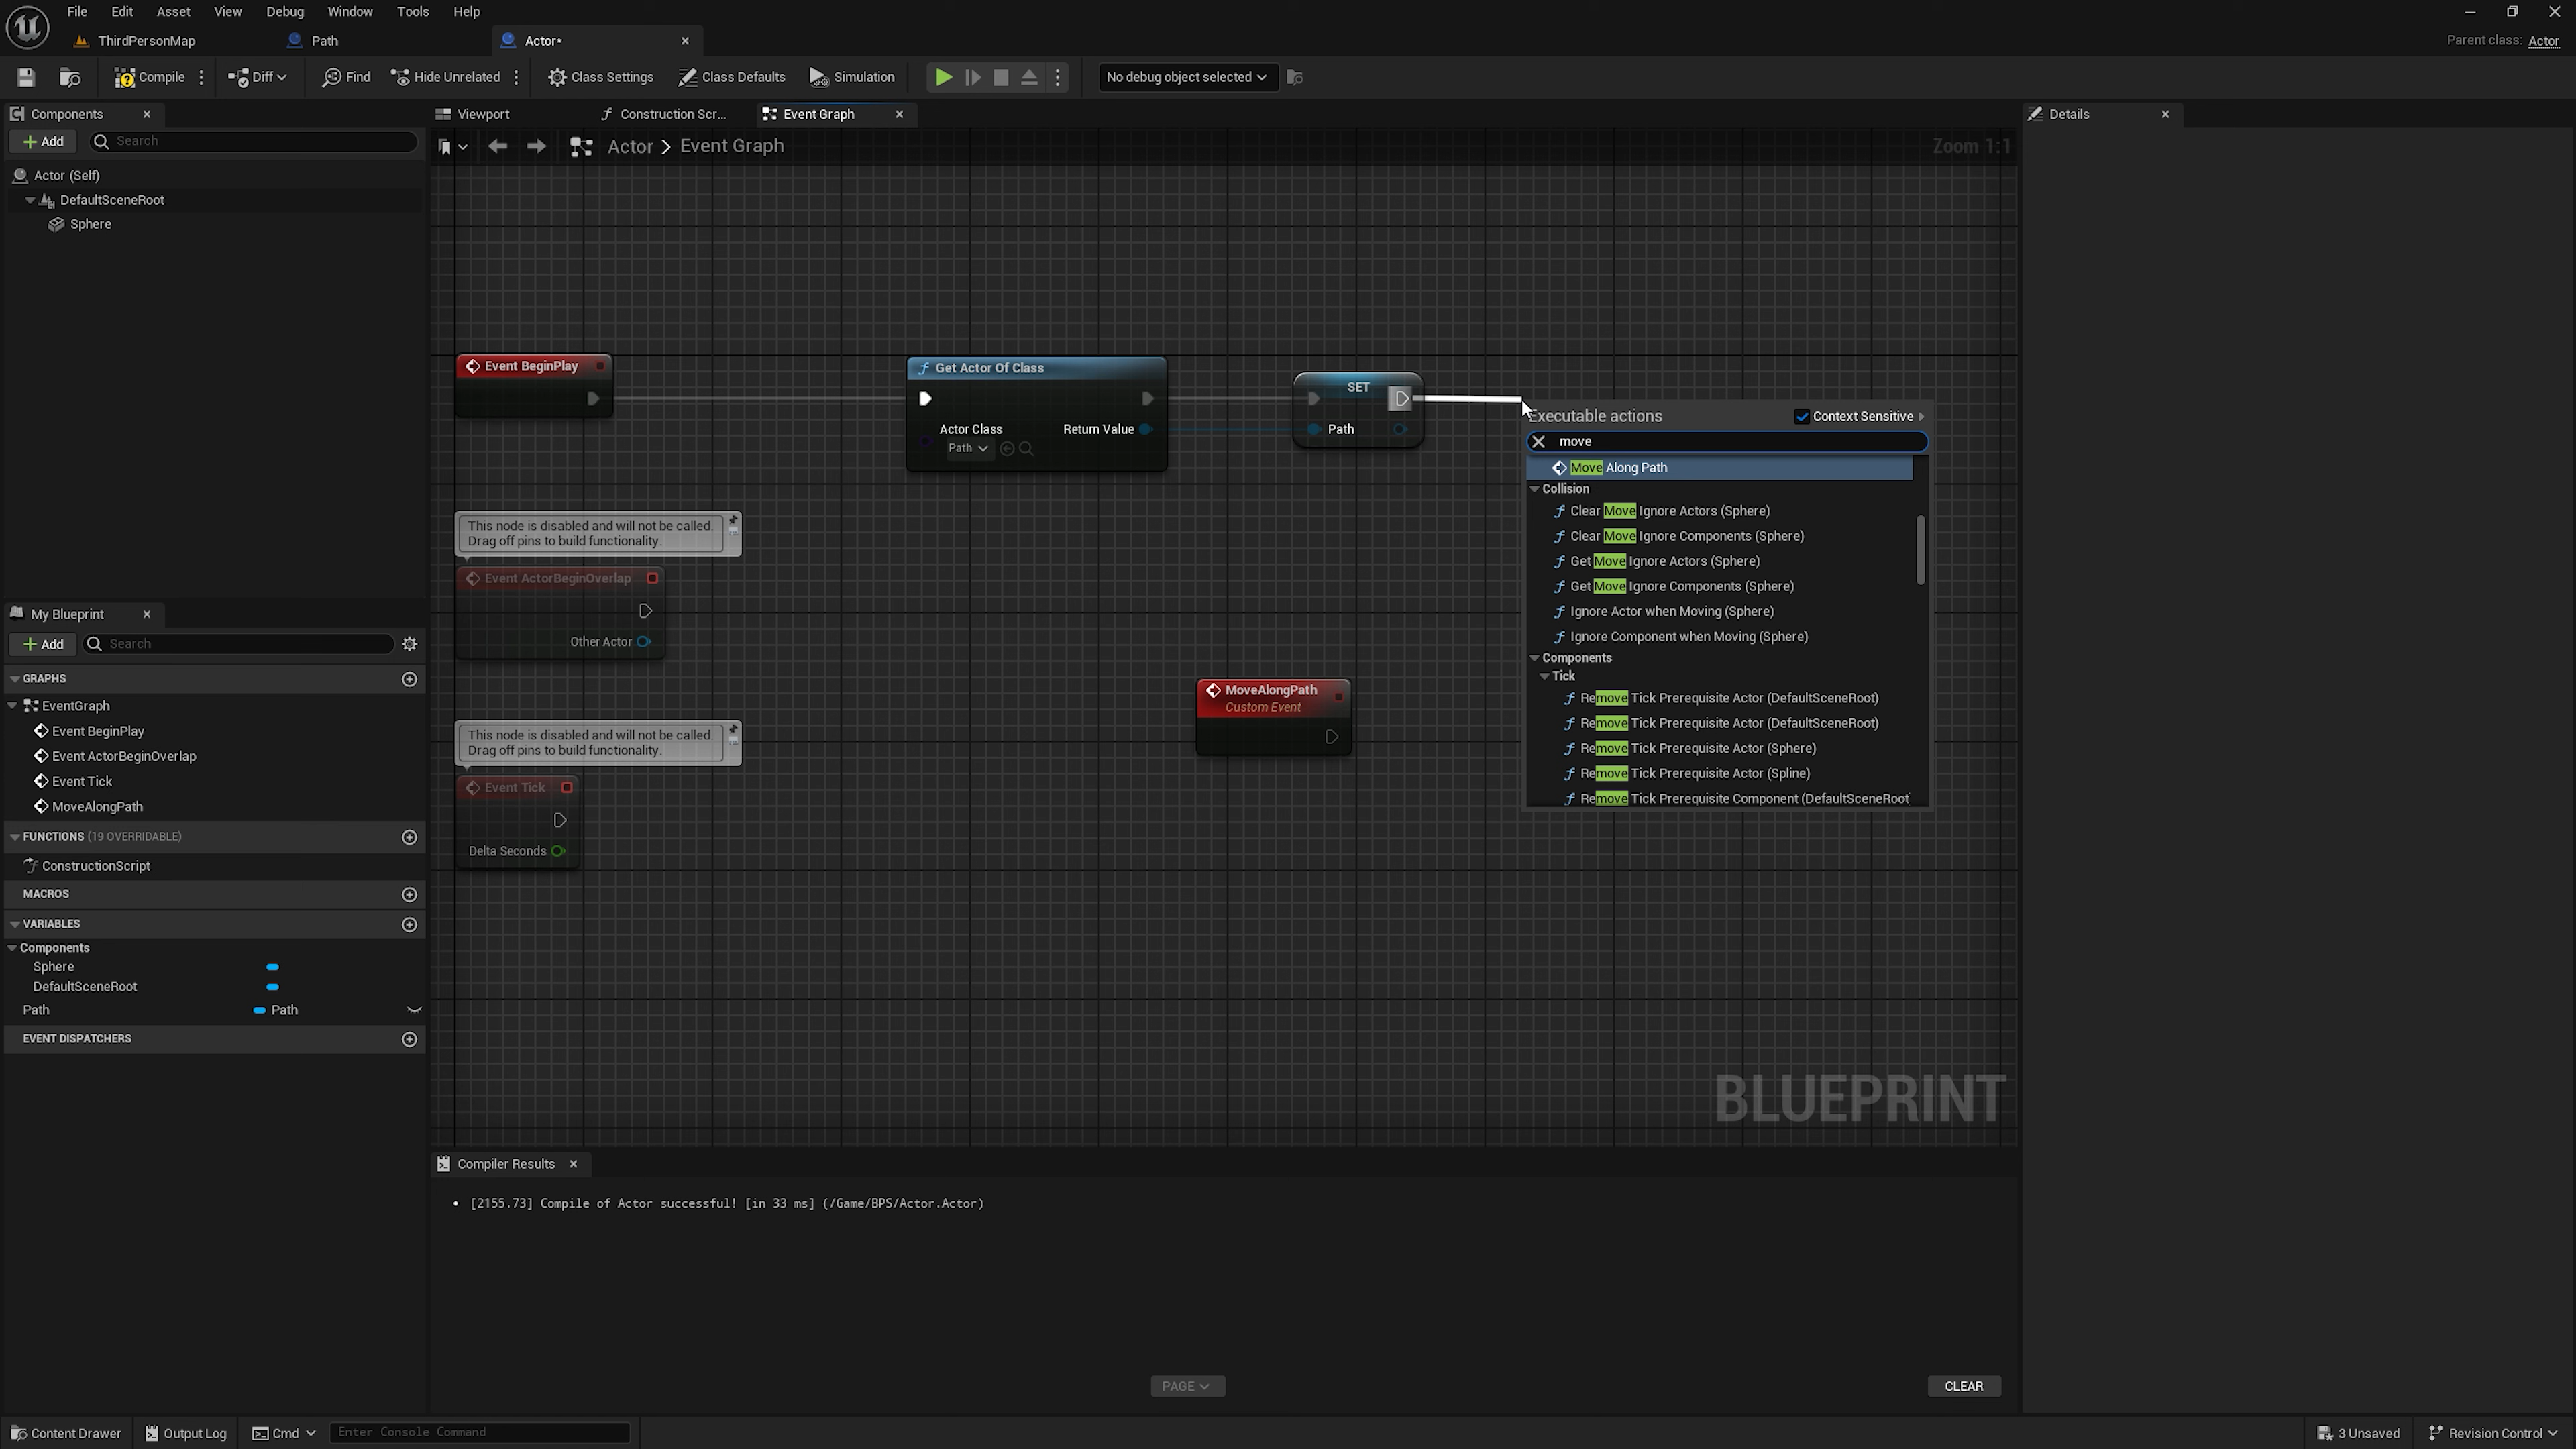 File Edit Asset View Debug Window Tools Help
ThirdPersonMap Path Actor* Parent class: Actor
Compile Diff Find Hide Unrelated Class Settings Class Defaults Simulation No debug object selected
Components Viewport Construction Scr... Event Graph Details
Add Search
Actor > Event Graph Zoom 1:1
Actor (Self)
DefaultSceneRoot
Sphere
Event BeginPlay
Get Actor Of Class
Actor Class Return Value
Path
SET
Path
This node is disabled and will not be called.
Drag off pins to build functionality.
Event ActorBeginOverlap
Other Actor
This node is disabled and will not be called.
Drag off pins to build functionality.
Event Tick
Delta Seconds
MoveAlongPath
Custom Event
Executable actions Context Sensitive
move
Move Along Path
Collision
Clear Move Ignore Actors (Sphere)
Clear Move Ignore Components (Sphere)
Get Move Ignore Actors (Sphere)
Get Move Ignore Components (Sphere)
Ignore Actor when Moving (Sphere)
Ignore Component when Moving (Sphere)
Components
Tick
Remove Tick Prerequisite Actor (DefaultSceneRoot)
Remove Tick Prerequisite Actor (DefaultSceneRoot)
Remove Tick Prerequisite Actor (Sphere)
Remove Tick Prerequisite Actor (Spline)
Remove Tick Prerequisite Component (DefaultSceneRoot
BLUEPRINT
My Blueprint
Add Search
GRAPHS
EventGraph
Event BeginPlay
Event ActorBeginOverlap
Event Tick
MoveAlongPath
FUNCTIONS (19 OVERRIDABLE)
ConstructionScript
MACROS
VARIABLES
Components
Sphere
DefaultSceneRoot
Path Path
EVENT DISPATCHERS
Compiler Results
[2155.73] Compile of Actor successful! [in 33 ms] (/Game/BPS/Actor.Actor)
PAGE CLEAR
Content Drawer Output Log Cmd Enter Console Command 3 Unsaved Revision Control